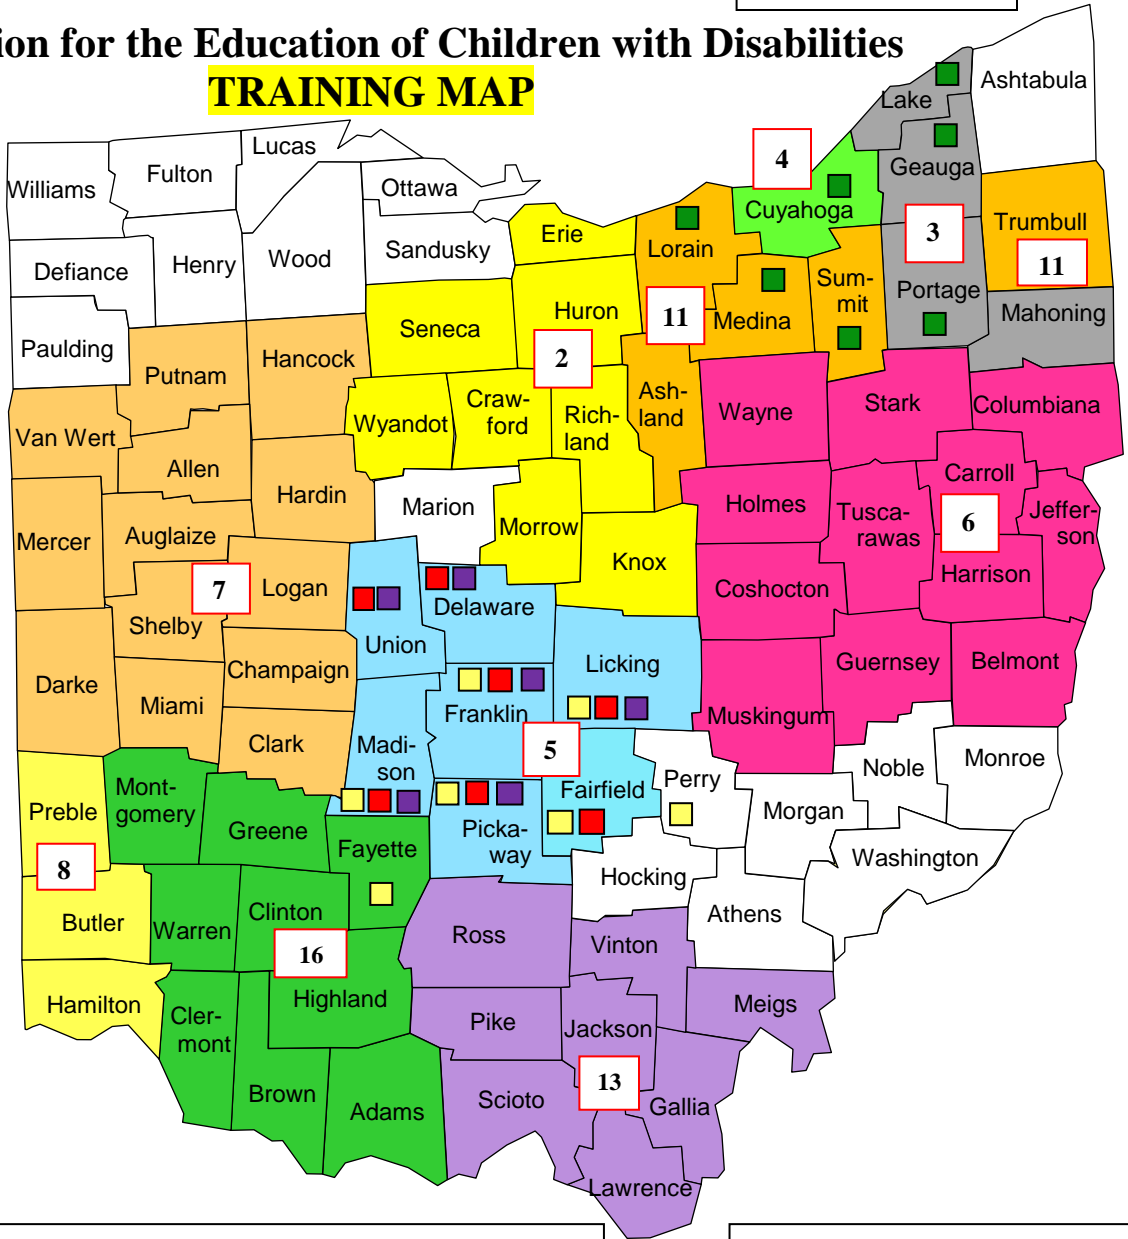 ion for the Education of Children with Disabilities
TRAINING MAP
Ashtabula
Lake
Lucas
4
Geauga
Fulton
Williams
Ottawa
Cuyahoga
Trumbull
Erie
3
Lorain
Sandusky
Wood
Henry
Defiance
11
Sum-
mit
Portage
Huron
11
Medina
Mahoning
Seneca
Paulding
Hancock
2
Putnam
Ash-
land
Craw-
ford
Rich-
land
Wyandot
Wayne
Stark
Columbiana
Van Wert
Allen
Carroll
Hardin
Marion
Holmes
Tusca-
rawas
6
Jeffer-
son
Morrow
Mercer
Auglaize
Knox
Harrison
7
Logan
Coshocton
Delaware
Shelby
Union
Licking
Guernsey
Belmont
Champaign
Darke
Miami
Franklin
Muskingum
Clark
Madi-
son
5
Monroe
Noble
Perry
Fairfield
Mont-
gomery
Preble
Morgan
Greene
Picka-
way
Fayette
Washington
8
Hocking
Clinton
Athens
Butler
Warren
Ross
Vinton
16
Highland
Hamilton
Meigs
Cler-
mont
Pike
Jackson
13
Brown
Scioto
Gallia
Adams
Lawrence